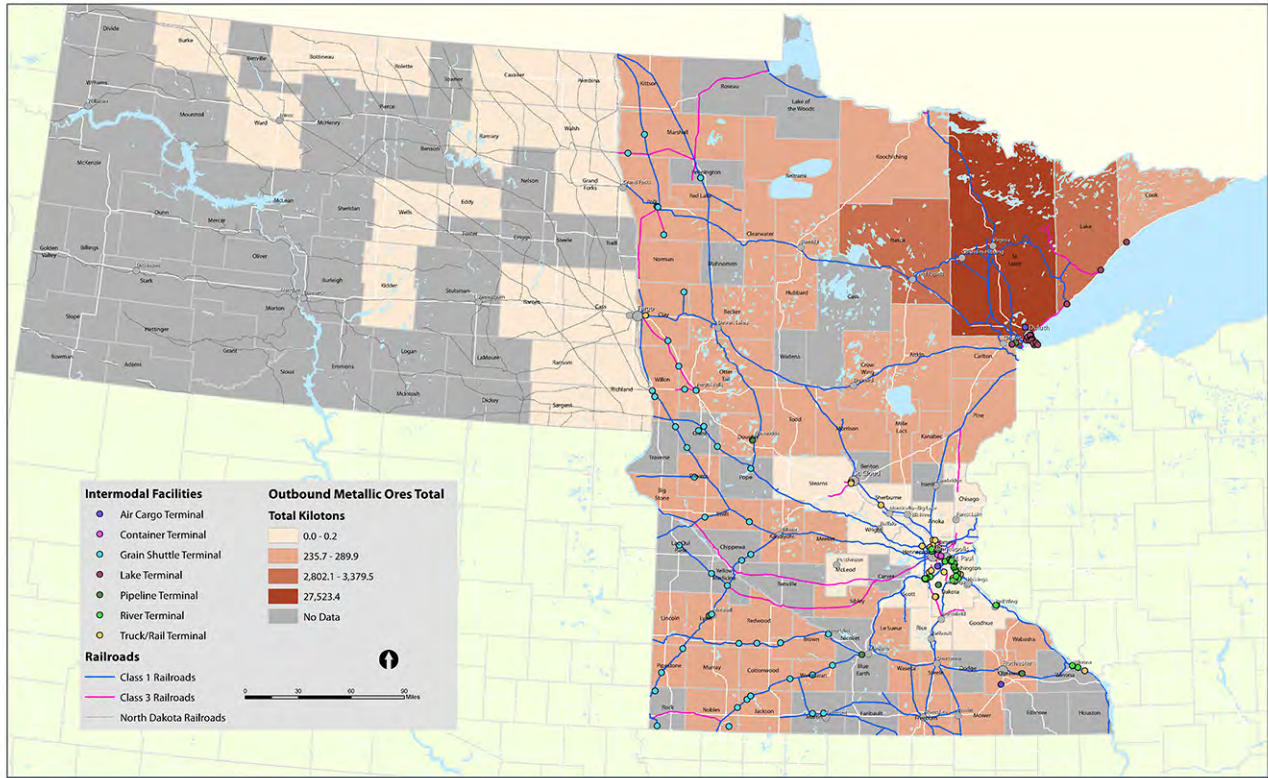 Divide
Burke
Renville
Bottineau
Rolette
Towner
Cavalier
Pembina
Williams
Mountrail
Ward
McHenry
Pierce
Benson
Ramsey
Walsh
McKenzie
McLean
Sheridan
Wells
Eddy
Nelson
Grand
Forks
Dunn
Mercer
Foster
Griggs
Steele
Traill
Golden
Valley
Billings
Stark
Oliver
Burleigh
Kidder
Stutsman
Barnes
Cass
Morton
Slope
Hettinger
Grant
Logan
LaMoure
Ransom
Richland
Bowman
Adams
Sioux
Emmons
McIntosh
Dickey
Sargent
Kittson
Roseau
Lake of
the Woods
Marshall
Koochiching
Beltrami
Pennington
Red Lake
Polk
Clearwater
Itasca
St.
Louis
Lake
Cook
Norman
Mahnomen
Hubbard
Cass
Clay
Becker
Wadena
Crow
Wing
Aitkin
Carlton
Duluth
Wilkin
Otter
Tail
Todd
Morrison
Mille
Lacs
Kanabec
Pine
Grant
Douglas
Traverse
Big
Stone
Stevens
Pope
Stearns
Benton
St Cloud
Sherburne
Isanti
Chisago
Anoka
Swift
Kandiyohi
Meeker
Wright
Chippewa
Yellow
Medicine
Renville
McLeod
Carver
Scott
Dakota
Sibley
Lincoln
Lyon
Redwood
Brown
Nicollet
Le Sueur
Rice
Goodhue
Wabasha
Pipestone
Murray
Cottonwood
Watonwan
Blue
Earth
Waseca
Steele
Dodge
Olmsted
Winona
Rock
Nobles
Jackson
Martin
Faribault
Freeborn
Mower
Fillmore
Houston
Intermodal Facilities
Air Cargo Terminal
Container Terminal
Grain Shuttle Terminal
Lake Terminal
Pipeline Terminal
River Terminal
Truck/Rail Terminal
Railroads
Class 1 Railroads
Class 3 Railroads
North Dakota Railroads
Outbound Metallic Ores Total
Total Kilotons
0.0 - 0.2
235.7 - 289.9
2,802.1 - 3,379.5
27,523.4
No Data
0 15 30 60 90
Miles